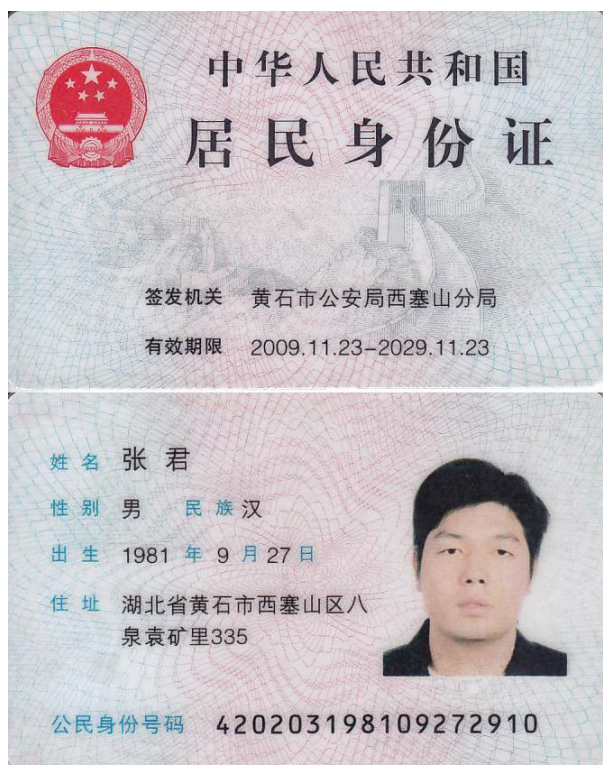 中华人民共和国
居民身份证
签发机关 黄石市公安局西塞山分局
有效期限 2009.11.23-2029.11.23
姓名 张君
性别 男 民族 汉
出生 1981 年 9 月 27 日
住址 湖北省黄石市西塞山区八
泉袁矿里335
公民身份号码 420203198109272910